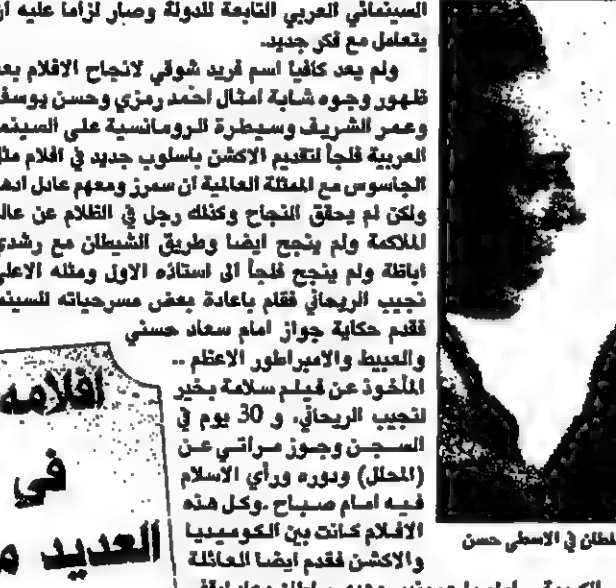 السينمائي العربي التابعة للدولة وصار لزاما عليه ان
يتعامل مع فكر جديد.
ولم يعد كافيا اسم فريد شوقي لانجاح الافلام بعد
ظهور وجوه شابة امثال احمد رمزي وحسن يوسف
وعمر الشريف وسيطرة الرومانسية على السينما
العربية فلجأ لتقديم الاكشن باسلوب جديد في افلام مثل
الجاسوس مع الممثلة العالمية ان سمرز ومعهم عادل ادهم
ولكن لم يحقق النجاح وكذلك رجل في الظلام عن عالم
الملاكمة ولم ينجح ايضا وطريق الشيطان مع رشدي
اباظة ولم ينجح فلجأ الى استاذه الاول ومثله الاعلى
نجيب الريحاني فقام باعادة بعض مسرحياته للسينما
فقدم حكاية جواز امام سعاد حسني
والعبيط والامبراطور الاعظم ..
المأخوذ عن فيلم سلامة بخير
لنجيب الريحاني، و 30 يوم في
السجن وجوز مراتي عن
(المحلل) ودوره ورأي الاسلام
فيه امام صباح .وكل هذه
الافلام كانت بين الكوميديا
والاكشن فقدم ايضا العائلة
افلامه
في
العديد م
سلطان في الاسطى حسن